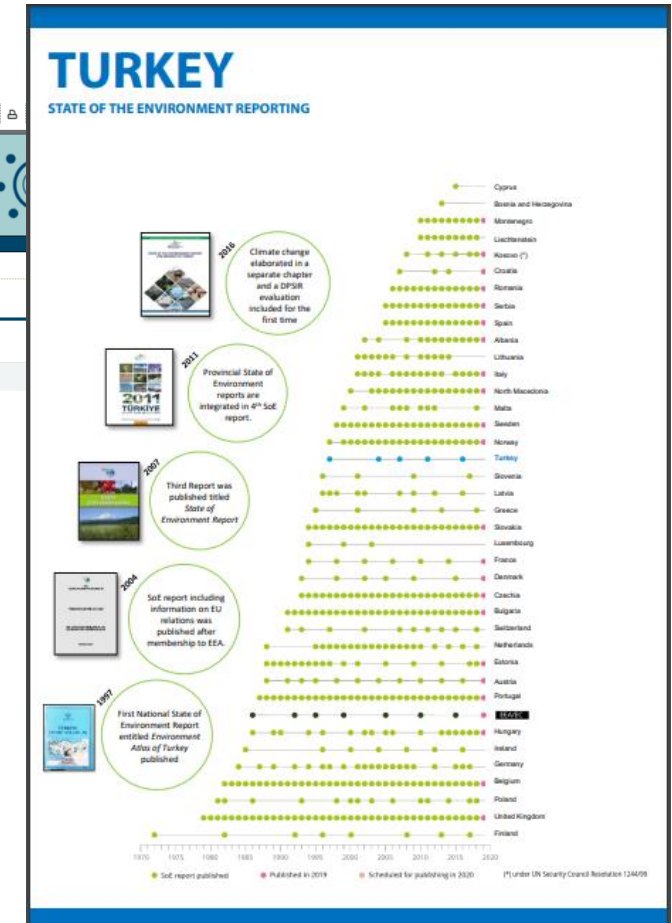 TURKEY
STATE OF THE ENVIRONMENT REPORTING
2016
Climate change
elaborated in a
separate chapter
and a DPSIR
evaluation
included for the
first time
2011
2011
TÜRKİYE
Provincial State of
Environment
reports are
integrated in 4th SoE
report.
2007
Third Report was
published titled
State of
Environment Report
2004
SoE report including
information on EU
relations was
published after
membership to EEA.
1997
First National State of
Environment Report
entitled Environment
Atlas of Turkey
published
Cyprus
Bosnia and Herzegovina
Montenegro
Liechtenstein
Kosovo (*)
Croatia
Romania
Serbia
Spain
Albania
Lithuania
Italy
North Macedonia
Malta
Sweden
Norway
Turkey
Slovenia
Latvia
Greece
Slovakia
Luxembourg
France
Denmark
Czechia
Bulgaria
Switzerland
Netherlands
Estonia
Austria
Portugal
EEA/EC
Hungary
Ireland
Germany
Belgium
Poland
United Kingdom
Finland
1970 1975 1980 1985 1990 1995 2000 2005 2010 2015 2020
SoE report published
Published in 2019
Scheduled for publishing in 2020
(*) under UN Security Council Resolution 1244/99